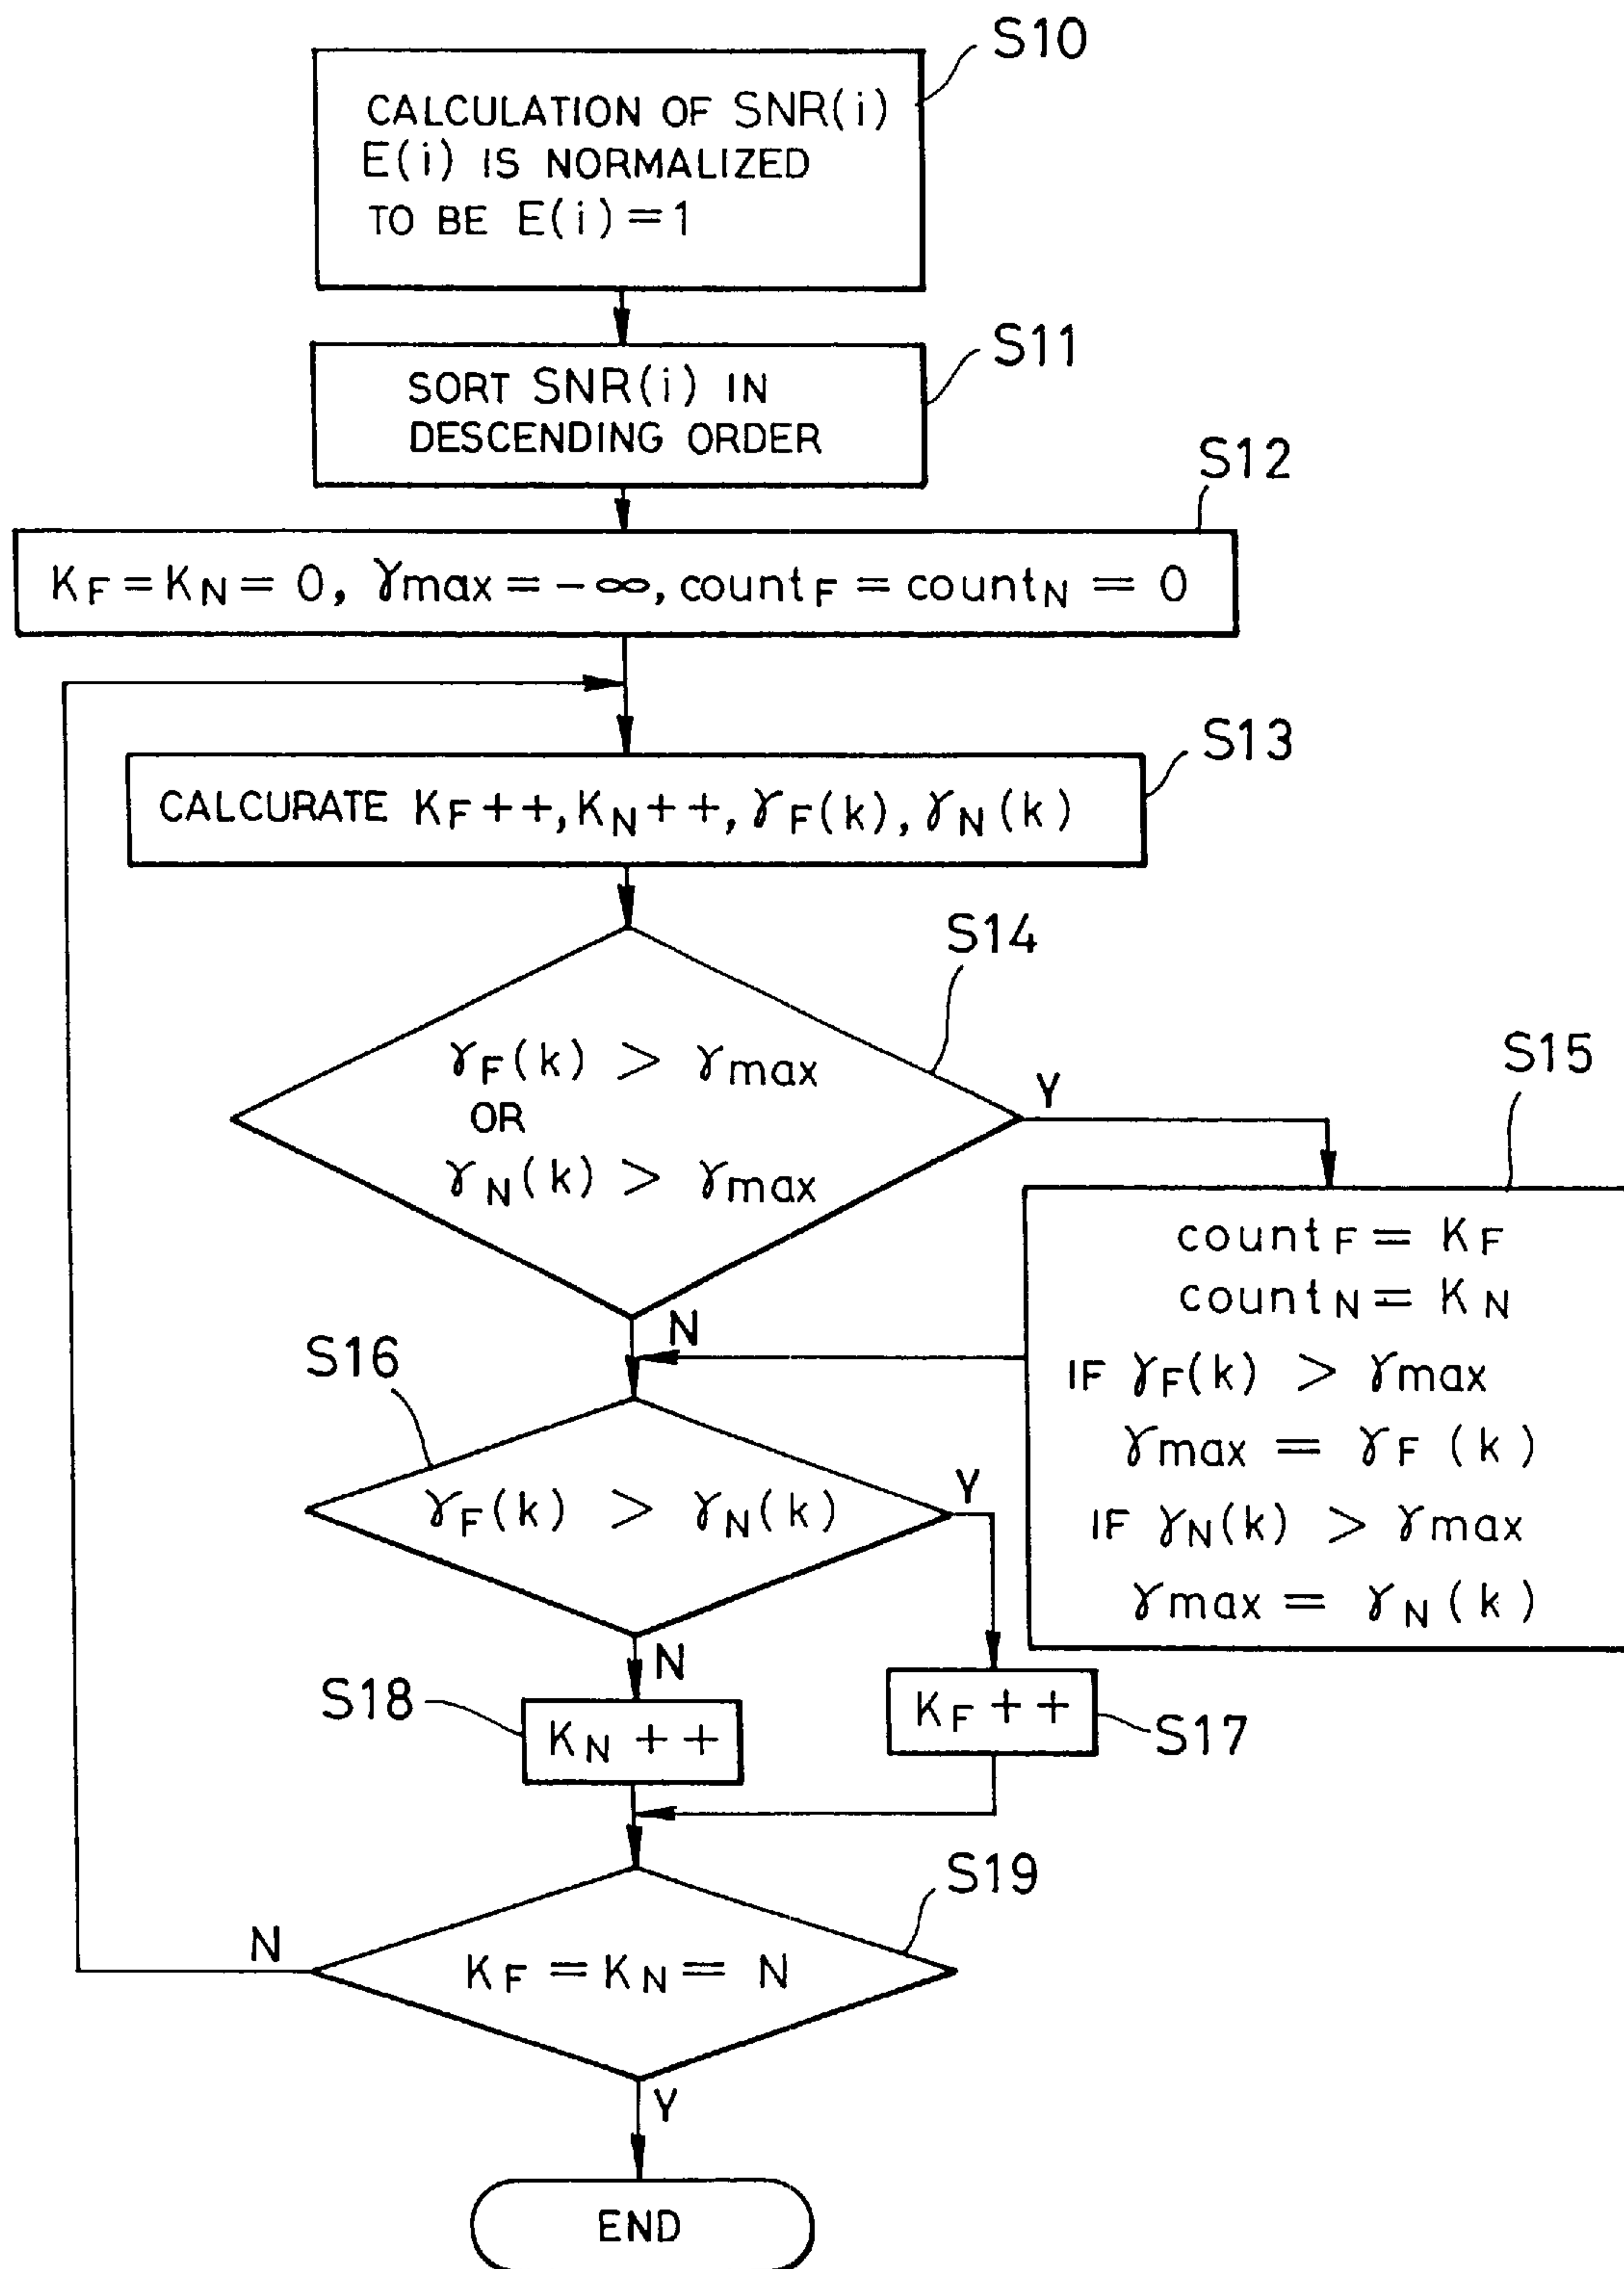 S10
CALCULATION OF SNR(i)
E(i) IS NORMALIZED
TO BE E(i)=1
S11
SORT SNR(i) IN
DESCENDING ORDER
S12
KF=KN=0, γmax=-∞, countF=countN=0
S13
CALCURATE KF++, KN++, γF(k), γN(k)
S14
γF(k) > γmax
OR
γN(k) > γmax
Y
N
S15
countF=KF
countN=KN
IF γF(k) > γmax
γmax = γF(k)
IF γN(k) > γmax
γmax = γN(k)
S16
γF(k) > γN(k)
Y
N
S18
KN++
KF++
S17
S19
N
KF=KN=N
Y
END